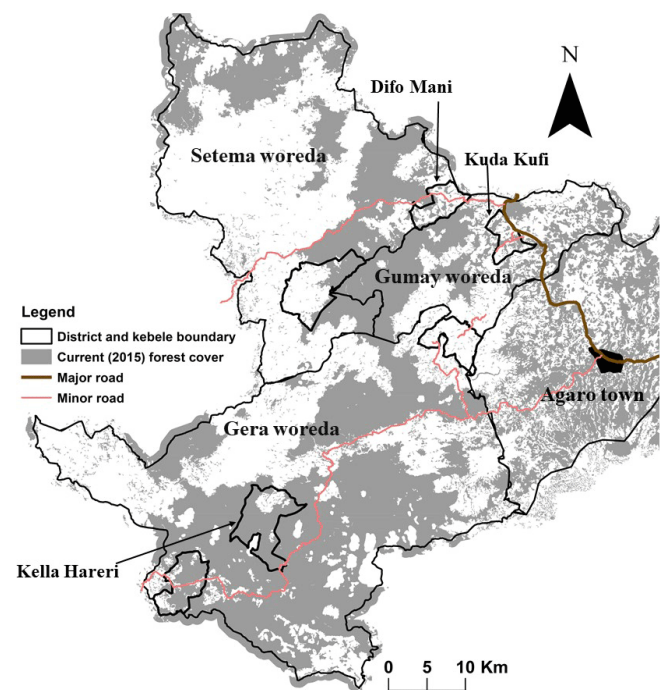 N
Difo Mani
Kuda Kufi
Setema woreda
Gumay woreda
Legend
District and kebele boundary
Current (2015) forest cover
Major road
Minor road
Agaro town
Gera woreda
Kella Hareri
0 5 10 Km